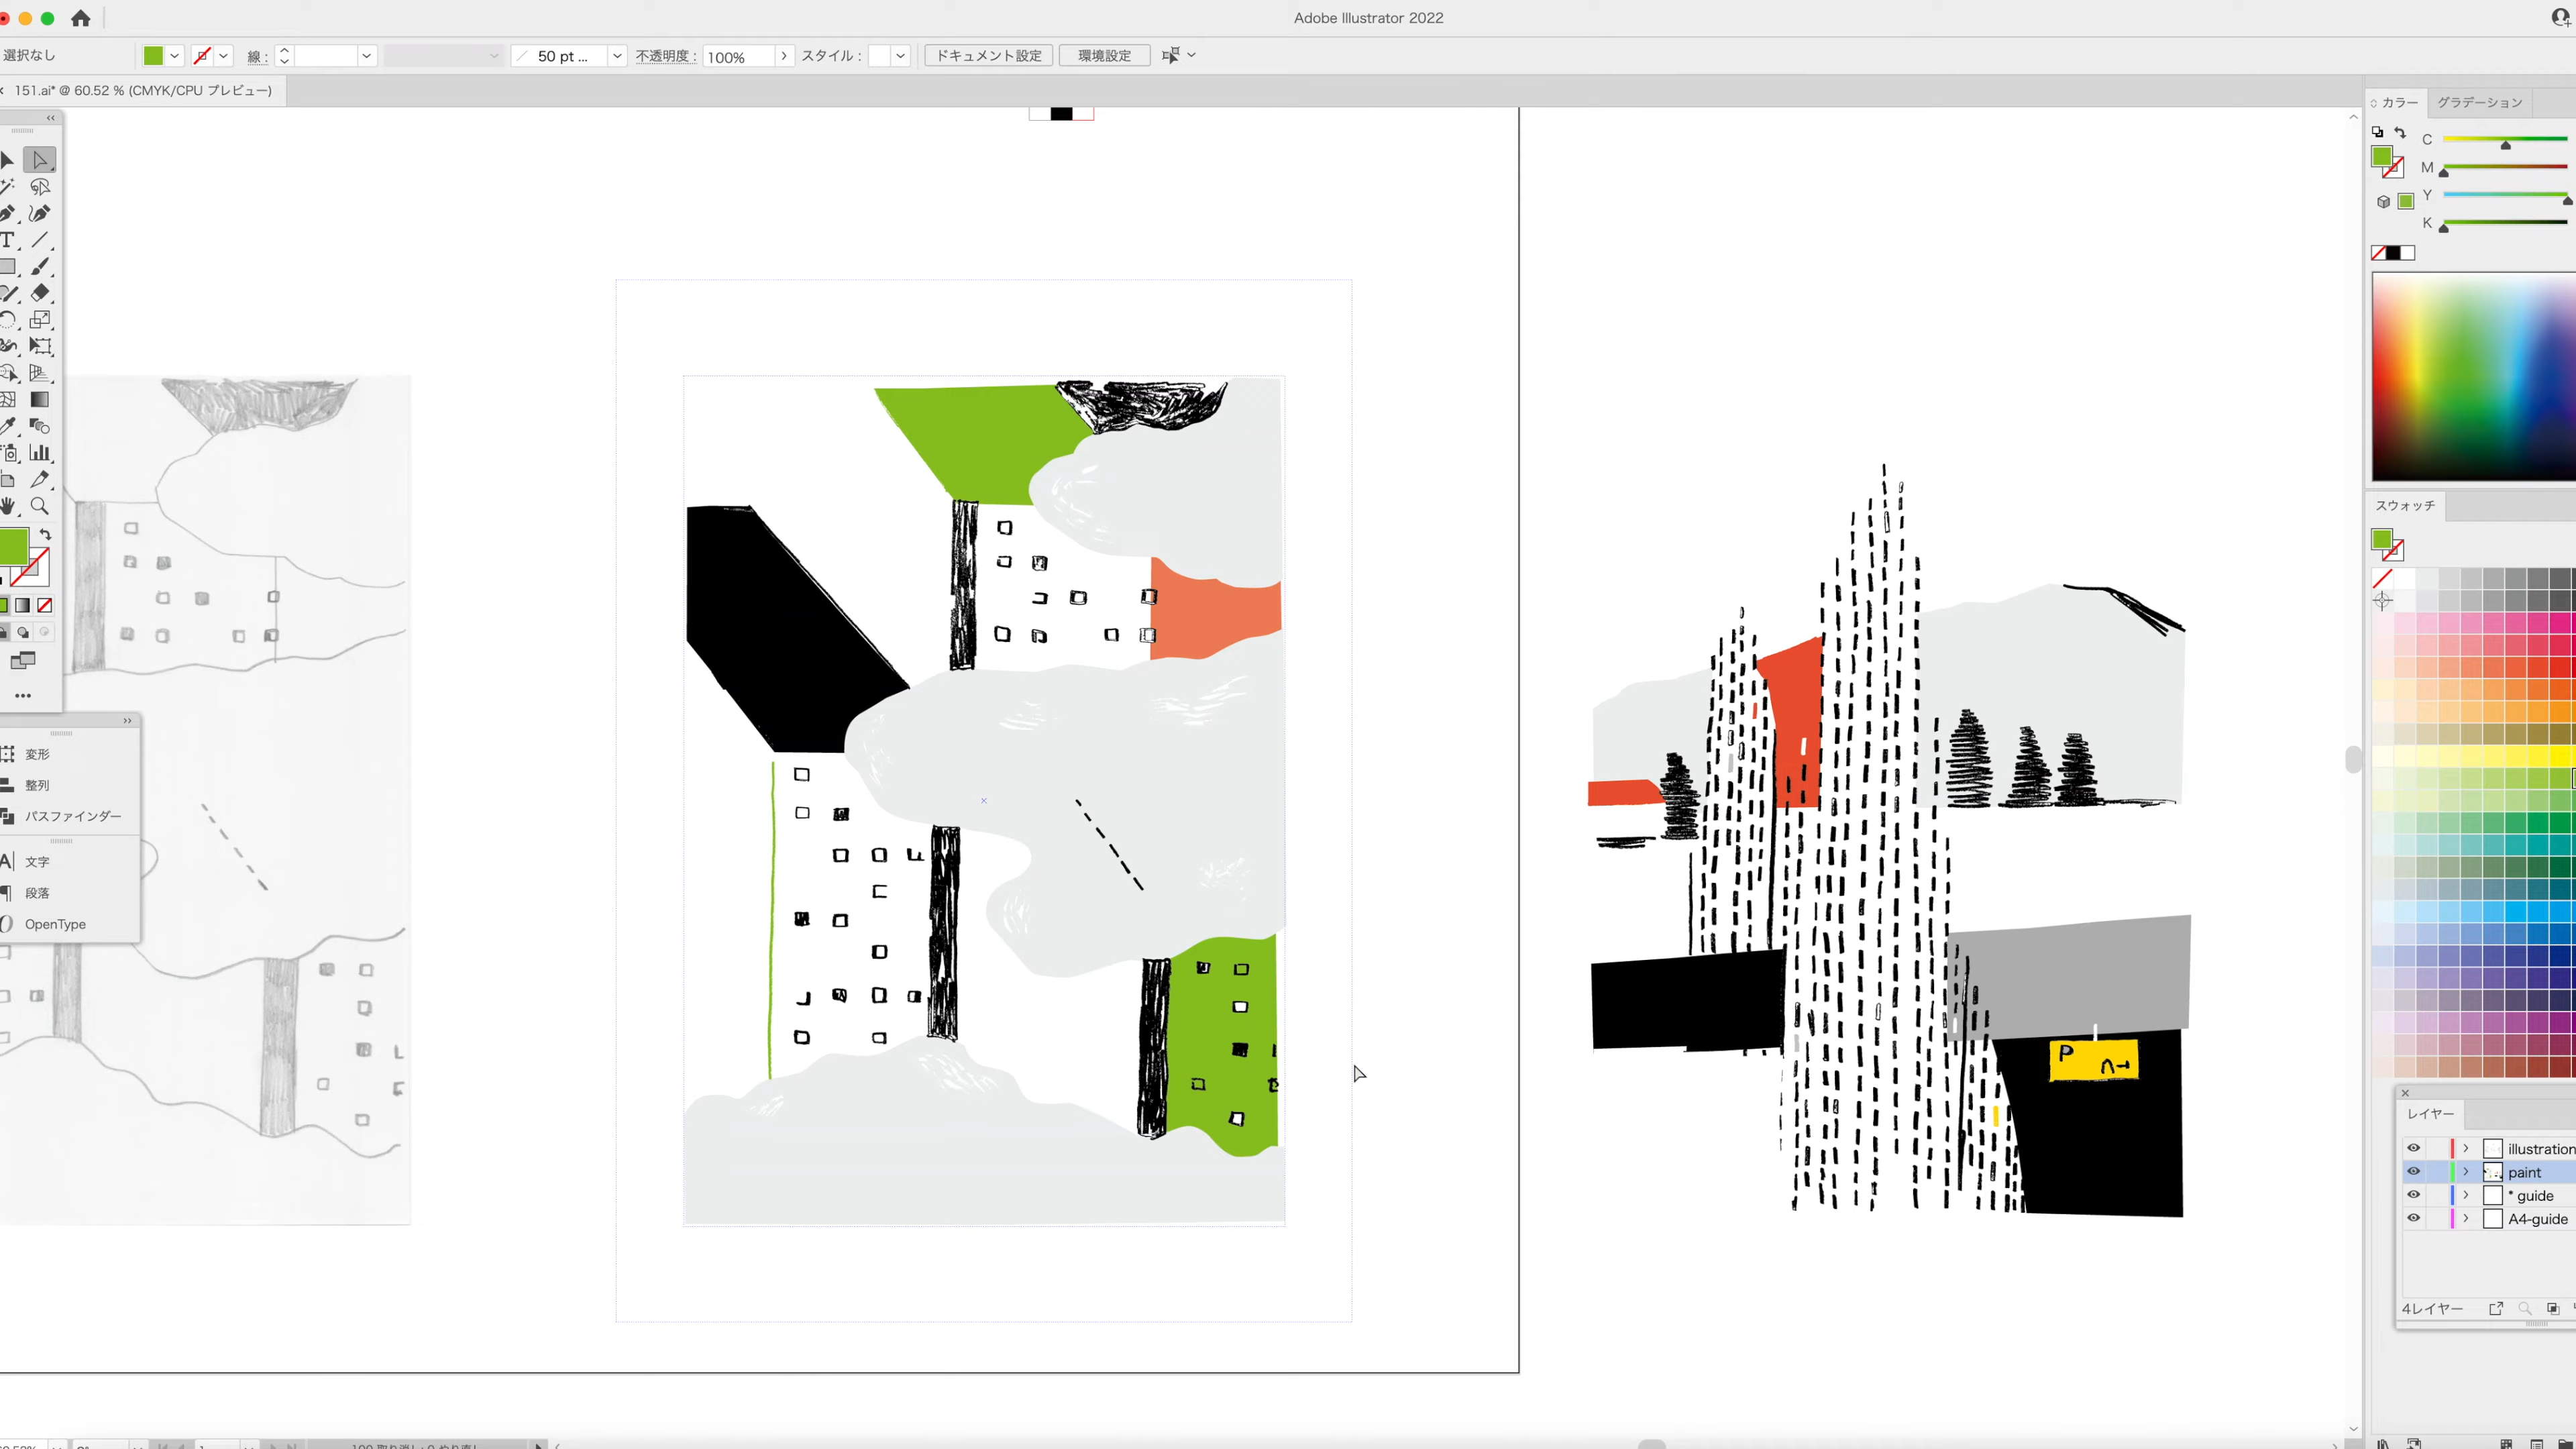 Adobe Illustrator 2022
選択なし
線：
50 pt ...
不透明度：
100%
スタイル：
ドキュメント設定
環境設定
151.ai* @ 60.52 % (CMYK/CPU プレビュー)
カラー
グラデーション
C
M
Y
K
スウォッチ
変形
整列
パスファインダー
文字
段落
OpenType
P
レイヤー
illustration
paint
* guide
A4-guide
4レイヤー